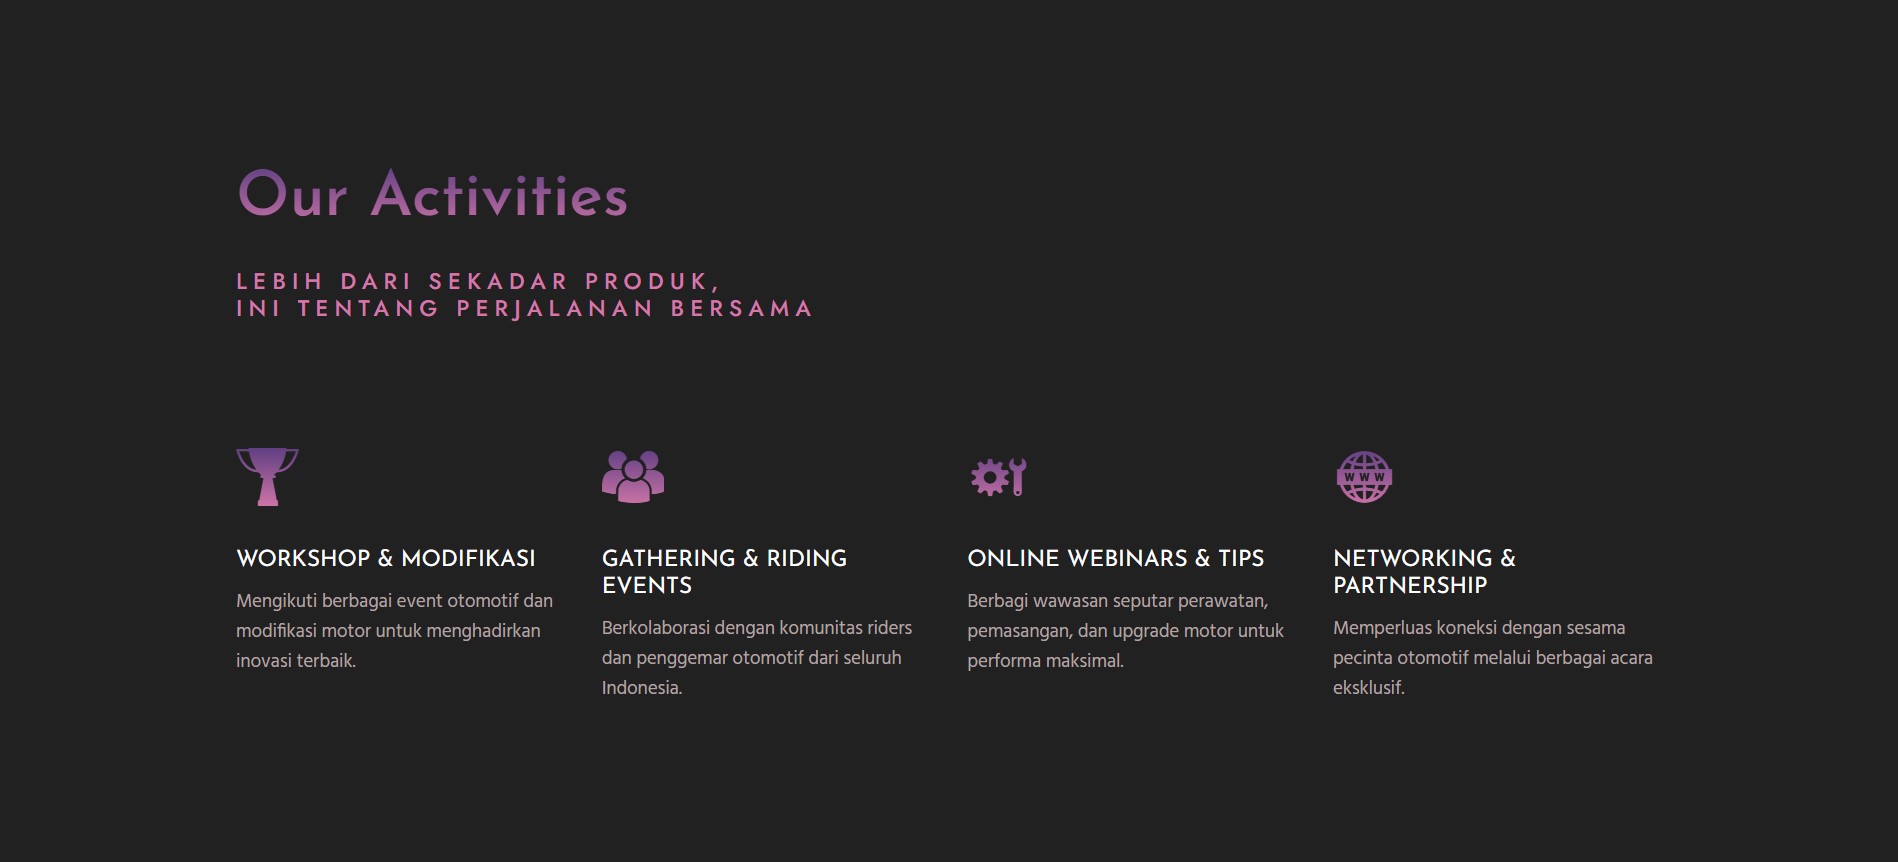 Our Activities
LEBIH DARI SEKADAR PRODUK,
INI TENTANG PERJALANAN BERSAMA
WORKSHOP & MODIFIKASI
Mengikuti berbagai event otomotif dan
modifikasi motor untuk menghadirkan
inovasi terbaik.
GATHERING & RIDING
EVENTS
Berkolaborasi dengan komunitas riders
dan penggemar otomotif dari seluruh
Indonesia.
ONLINE WEBINARS & TIPS
Berbagi wawasan seputar perawatan,
pemasangan, dan upgrade motor untuk
performa maksimal.
WWW
NETWORKING &
PARTNERSHIP
Memperluas koneksi dengan sesama
pecinta otomotif melalui berbagai acara
eksklusif.